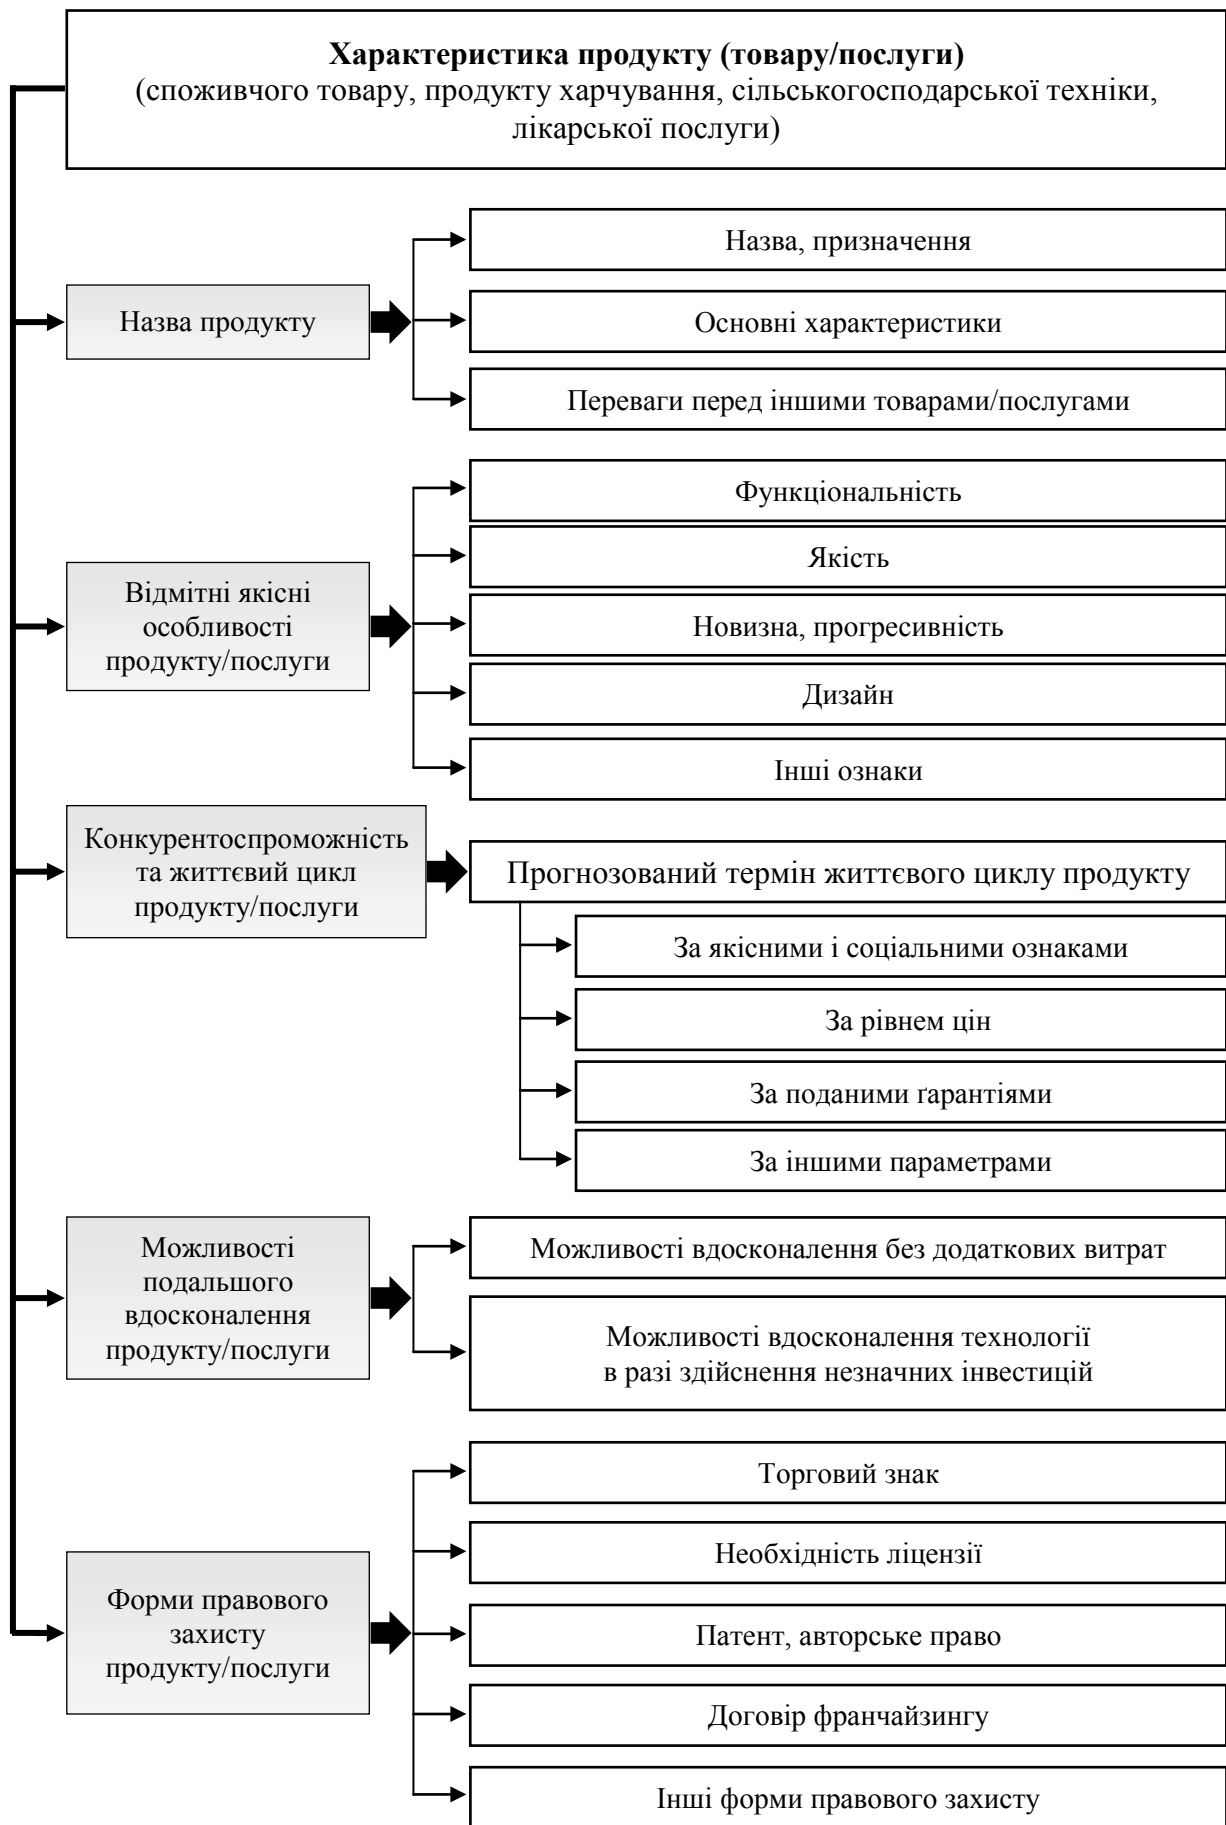 Характеристика продукту (товару/послуги)
(споживчого товару, продукту харчування, сільськогосподарської техніки,
лікарської послуги)
Назва продукту
Назва, призначення
Основні характеристики
Переваги перед іншими товарами/послугами
Відмітні якісні
особливості
продукту/послуги
Функціональність
Якість
Новизна, прогресивність
Дизайн
Інші ознаки
Конкурентоспроможність
та життєвий цикл
продукту/послуги
Прогнозований термін життєвого циклу продукту
За якісними і соціальними ознаками
За рівнем цін
За поданими ґарантіями
За іншими параметрами
Можливості
подальшого
вдосконалення
продукту/послуги
Можливості вдосконалення без додаткових витрат
Можливості вдосконалення технології
в разі здійснення незначних інвестицій
Форми правового
захисту
продукту/послуги
Торговий знак
Необхідність ліцензії
Патент, авторське право
Договір франчайзингу
Інші форми правового захисту